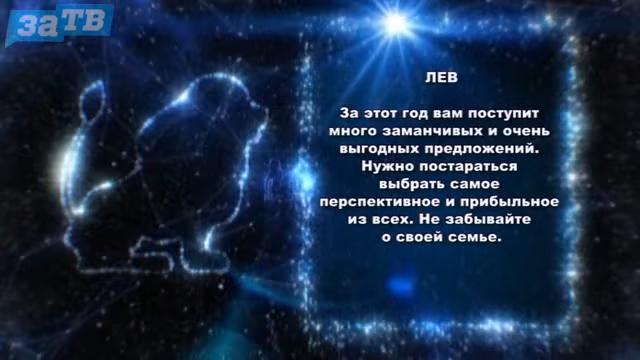 заТВ
ЛЕВ
За этот год вам поступит
много заманчивых и очень
выгодных предложений.
Нужно постараться
выбрать самое
перспективное и прибыльное
из всех. Не забывайте
о своей семье.